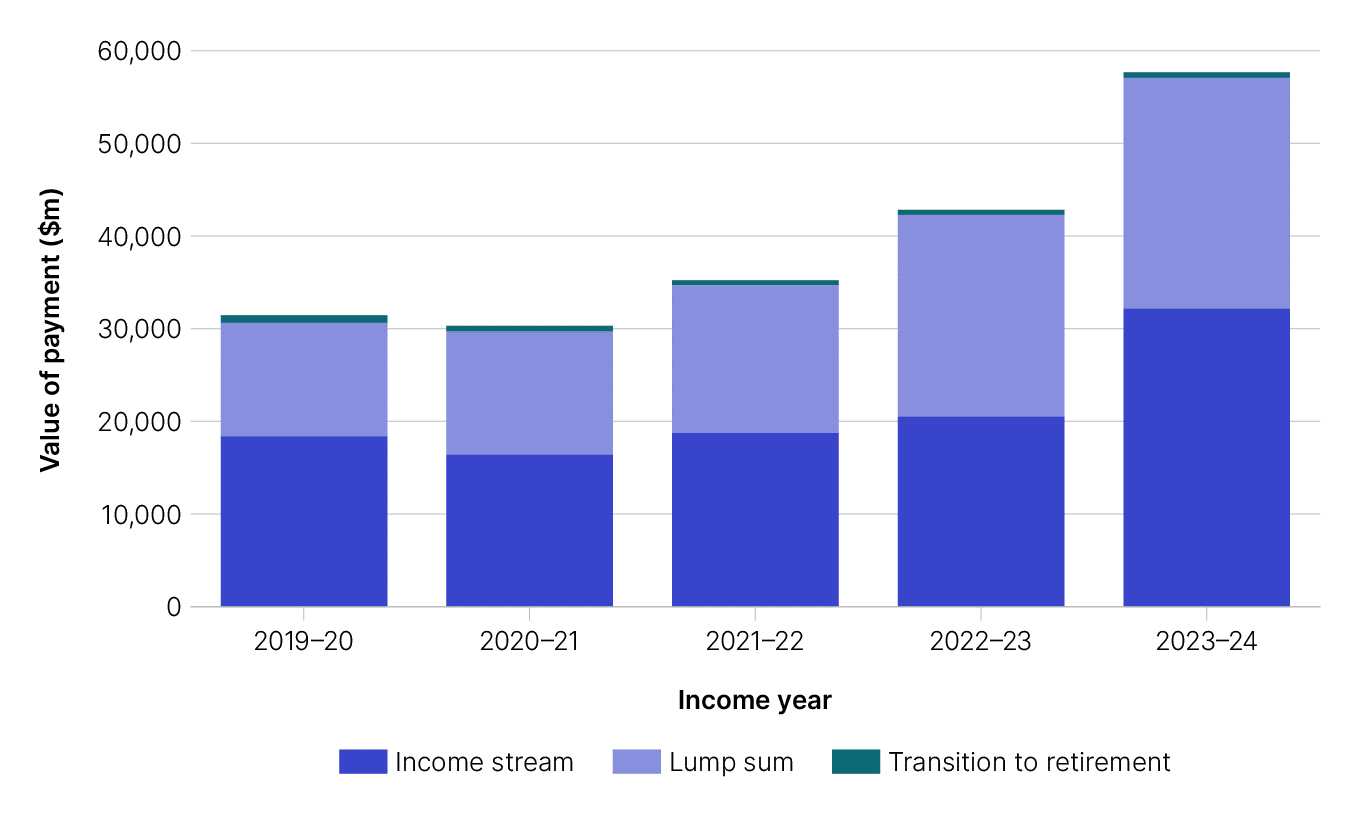 60,000
50,000
40,000
30,000
20,000
10,000
0
Value of payment ($m)
2019–20 2020–21 2021–22 2022–23 2023–24
Income year
Income stream Lump sum Transition to retirement